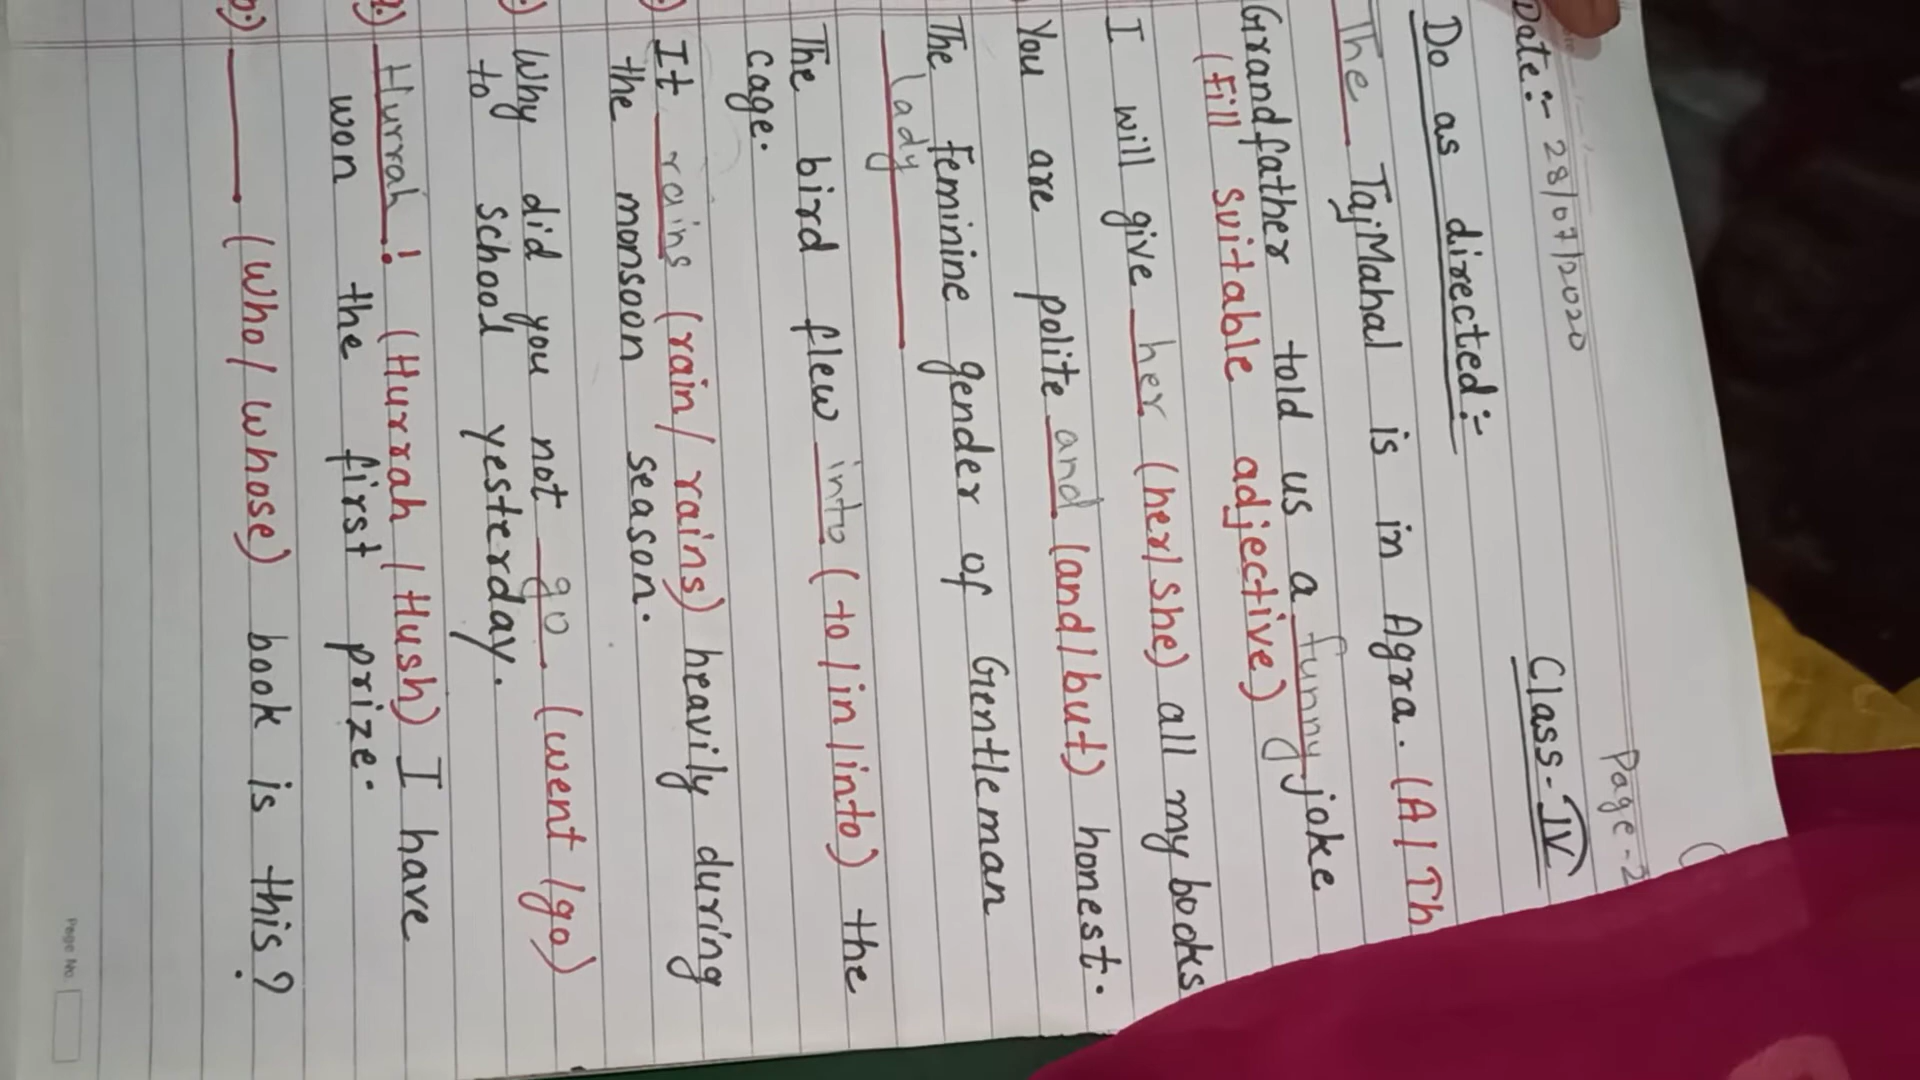 Page-2
Date:- 28/07/2020
Class-IV
Do as directed:-
The TajMahal is in Agra. (A/Th
Grandfather told us a funny joke
(Fill suitable adjective)
I will give her (her/She) all my books
You are polite and (and/but) honest.
The Feminine gender of Gentleman
lady
The bird flew into (to/in/into) the
cage.
It rains (rain/rains) heavily during
the monsoon season.
Why did you not go (went/go)
to school yesterday.
Hurrah! (Hurrah/Hush) I have
won the first prize.
(Who/whose) book is this?
Page No.